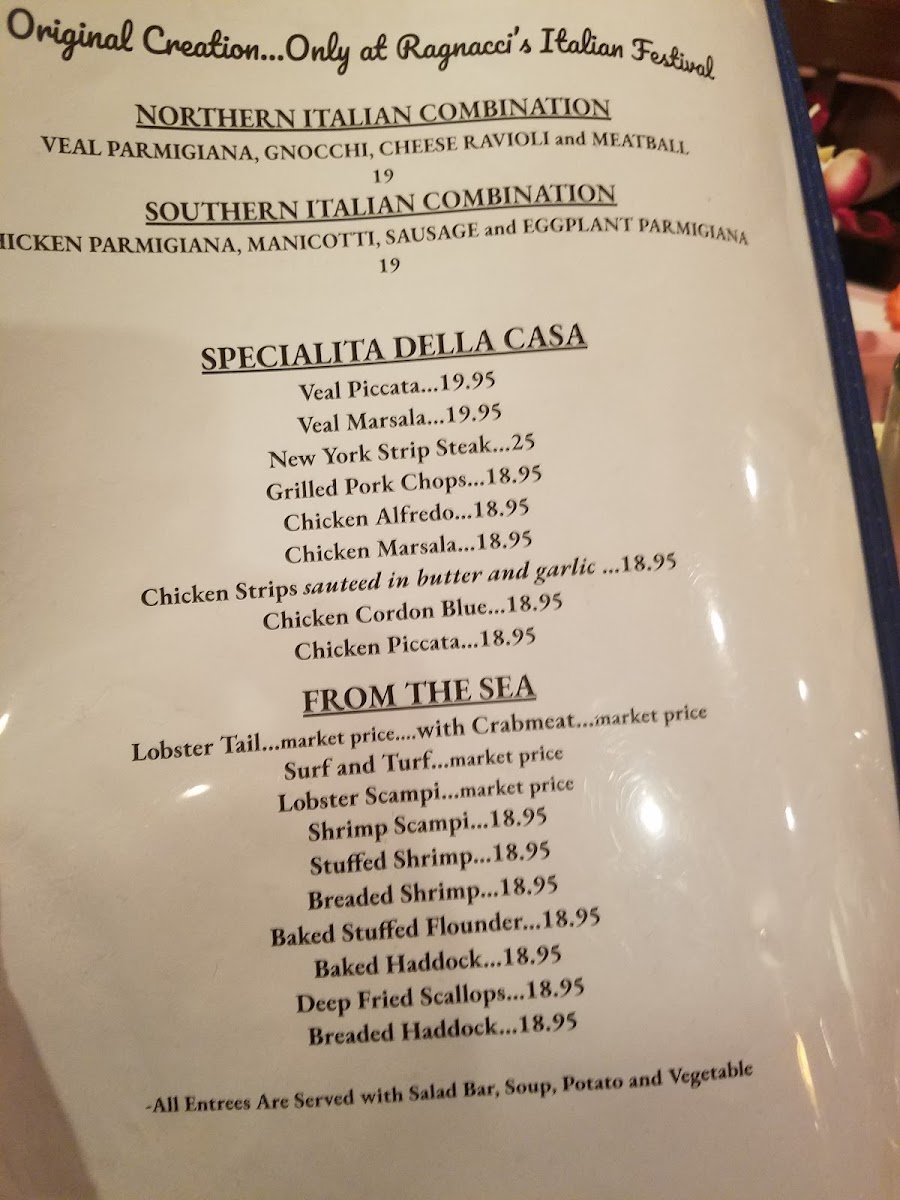 Original Creation...Only at Ragnacci's Italian Festival
NORTHERN ITALIAN COMBINATION
VEAL PARMIGIANA, GNOCCHI, CHEESE RAVIOLI and MEATBALL
19
SOUTHERN ITALIAN COMBINATION
HICKEN PARMIGIANA, MANICOTTI, SAUSAGE and EGGPLANT PARMIGIANA
19
SPECIALITA DELLA CASA
Veal Piccata...19.95
Veal Marsala...19.95
New York Strip Steak...25
Grilled Pork Chops...18.95
Chicken Alfredo...18.95
Chicken Marsala...18.95
Chicken Strips sauteed in butter and garlic ...18.95
Chicken Cordon Blue...18.95
Chicken Piccata...18.95
FROM THE SEA
Lobster Tail...market price....with Crabmeat...market price
Surf and Turf...market price
Lobster Scampi...market price
Shrimp Scampi...18.95
Stuffed Shrimp...18.95
Breaded Shrimp...18.95
Baked Stuffed Flounder...18.95
Baked Haddock...18.95
Deep Fried Scallops...18.95
Breaded Haddock...18.95
-All Entrees Are Served with Salad Bar, Soup, Potato and Vegetable